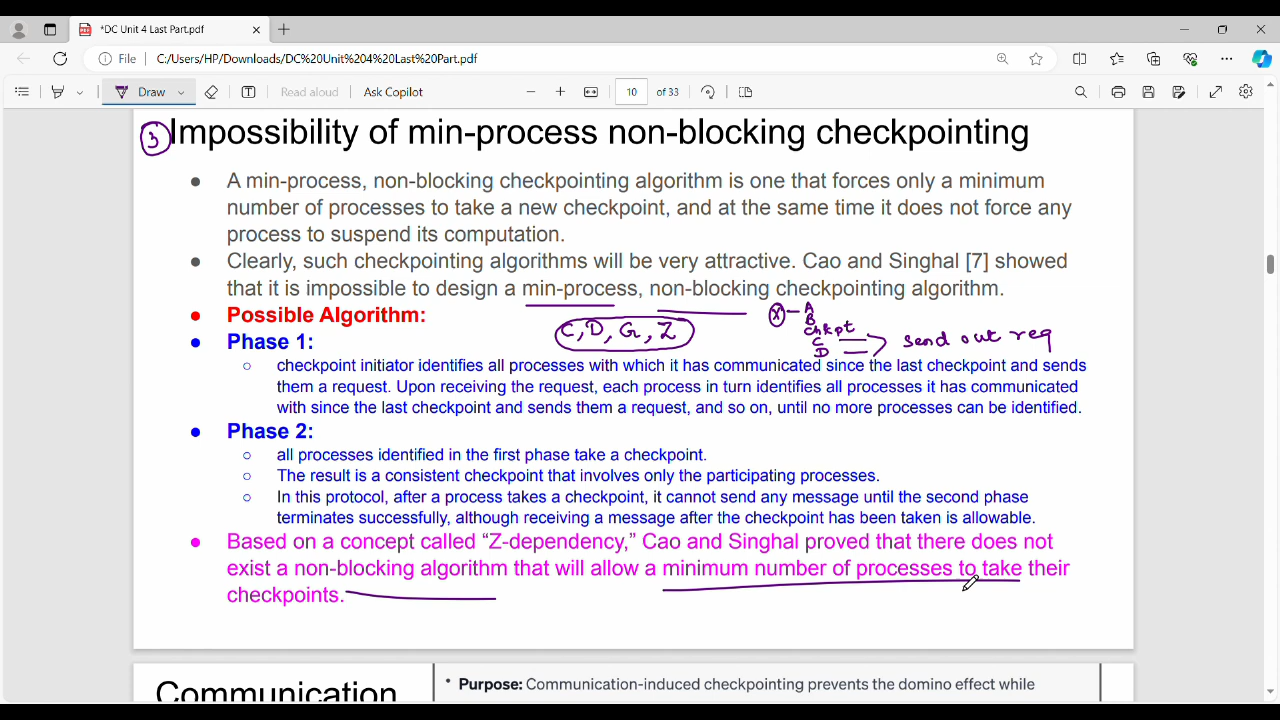 *DC Unit 4 Last Part.pdf
File
C:/Users/HP/Downloads/DC%20Unit%204%20Last%20Part.pdf
Draw
Read aloud
Ask Copilot
10
of 33
3 Impossibility of min-process non-blocking checkpointing
A min-process, non-blocking checkpointing algorithm is one that forces only a minimum
number of processes to take a new checkpoint, and at the same time it does not force any
process to suspend its computation.
Clearly, such checkpointing algorithms will be very attractive. Cao and Singhal [7] showed
that it is impossible to design a min-process, non-blocking checkpointing algorithm.
Possible Algorithm:
C, D, G, Z
X - A
B
chkpt
C
D
send out req
Phase 1:
checkpoint initiator identifies all processes with which it has communicated since the last checkpoint and sends
them a request. Upon receiving the request, each process in turn identifies all processes it has communicated
with since the last checkpoint and sends them a request, and so on, until no more processes can be identified.
Phase 2:
all processes identified in the first phase take a checkpoint.
The result is a consistent checkpoint that involves only the participating processes.
In this protocol, after a process takes a checkpoint, it cannot send any message until the second phase
terminates successfully, although receiving a message after the checkpoint has been taken is allowable.
Based on a concept called “Z-dependency,” Cao and Singhal proved that there does not
exist a non-blocking algorithm that will allow a minimum number of processes to take their
checkpoints.
Communication
Purpose: Communication-induced checkpointing prevents the domino effect while